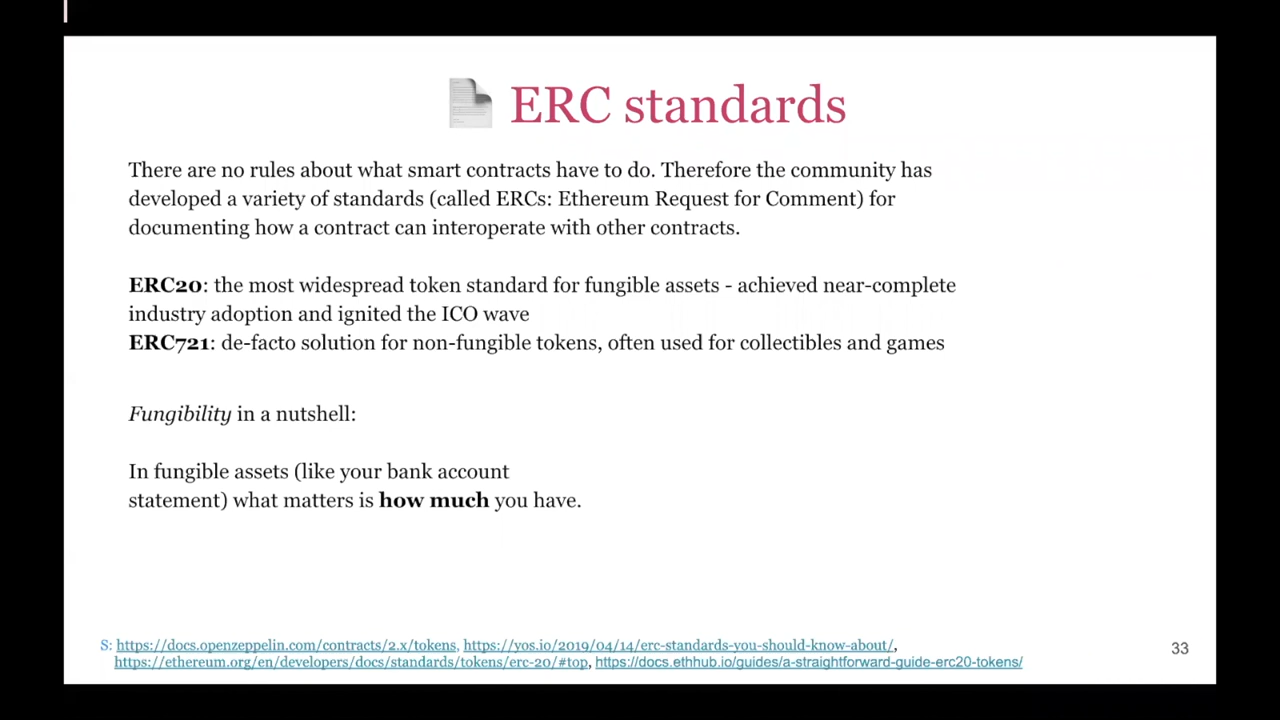 ERC standards
There are no rules about what smart contracts have to do. Therefore the community has
developed a variety of standards (called ERCs: Ethereum Request for Comment) for
documenting how a contract can interoperate with other contracts.
ERC20: the most widespread token standard for fungible assets - achieved near-complete
industry adoption and ignited the ICO wave
ERC721: de-facto solution for non-fungible tokens, often used for collectibles and games
Fungibility in a nutshell:
In fungible assets (like your bank account
statement) what matters is how much you have.
S: https://docs.openzeppelin.com/contracts/2.x/tokens, https://yos.io/2019/04/14/erc-standards-you-should-know-about/,
https://ethereum.org/en/developers/docs/standards/tokens/erc-20/#top, https://docs.ethhub.io/guides/a-straightforward-guide-erc20-tokens/
33